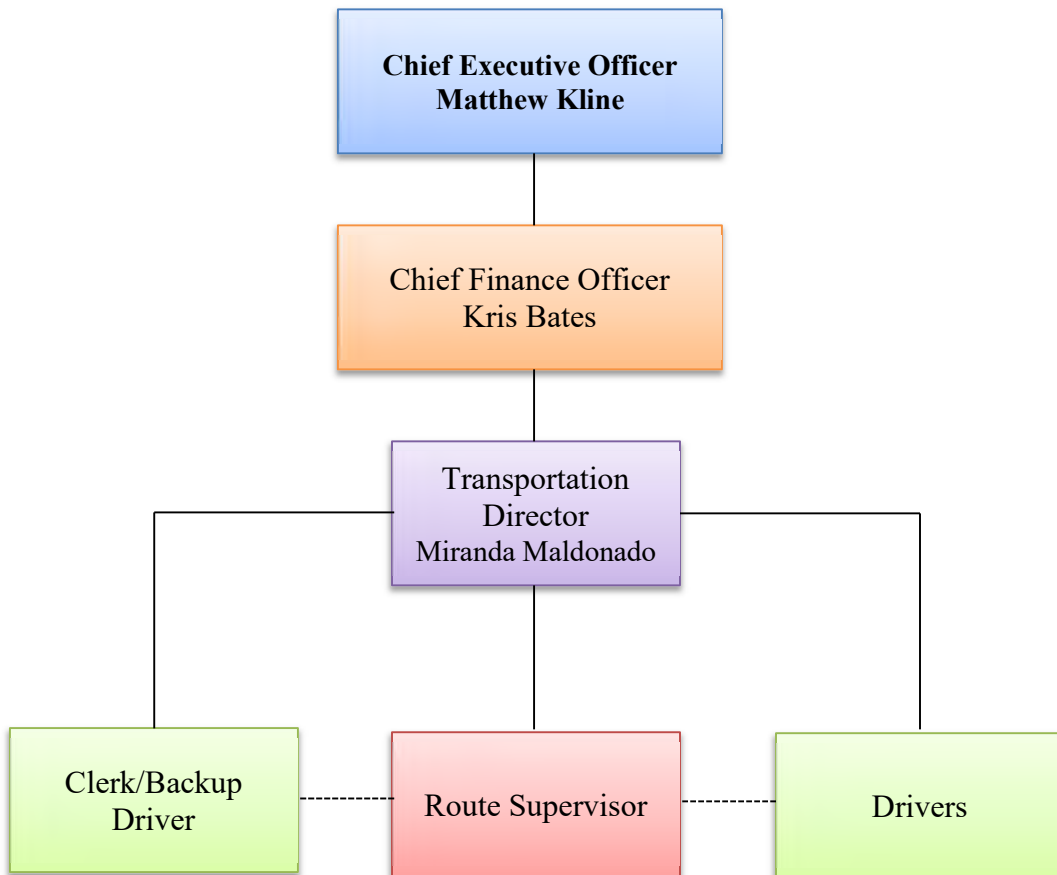 Chief Executive Officer
Matthew Kline
Chief Finance Officer
Kris Bates
Transportation
Director
Miranda Maldonado
Clerk/Backup
Driver
Route Supervisor
Drivers